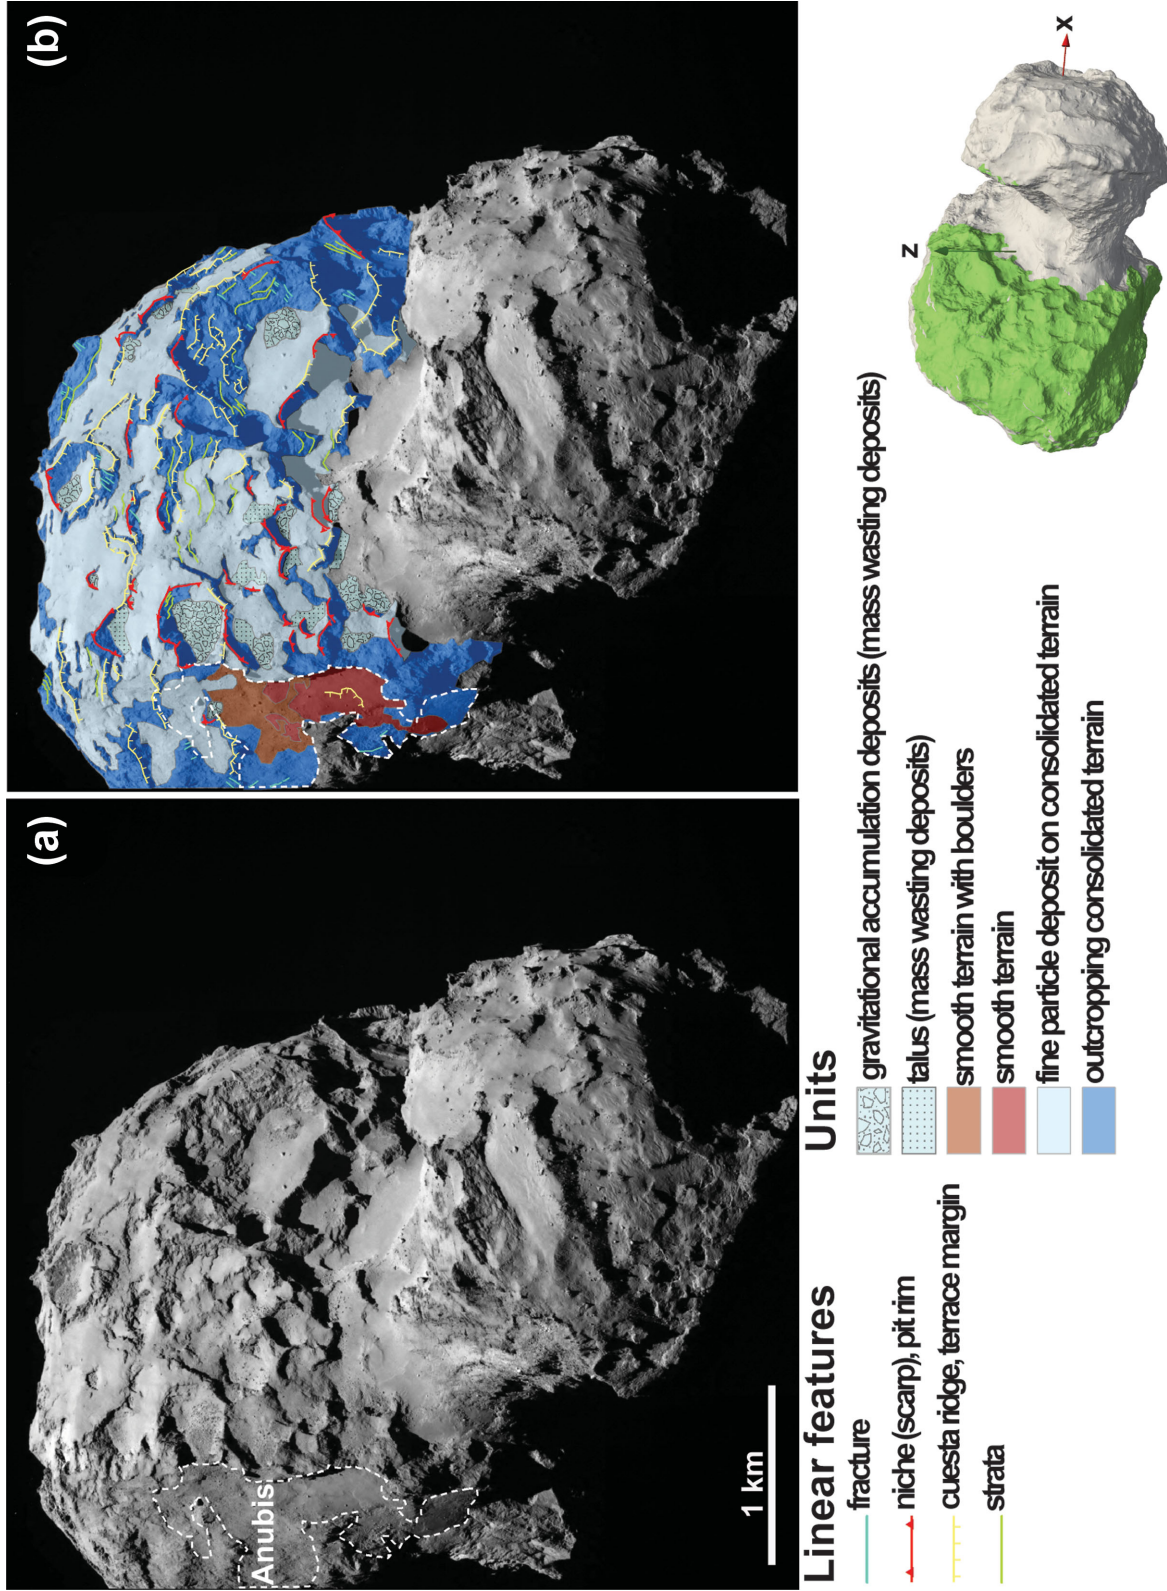 (a)
(b)
Anubis
1 km
Linear features
fracture
niche (scarp), pit rim
cuesta ridge, terrace margin
strata
Units
gravitational accumulation deposits (mass wasting deposits)
talus (mass wasting deposits)
smooth terrain with boulders
smooth terrain
fine particle deposit on consolidated terrain
outcropping consolidated terrain
z
x